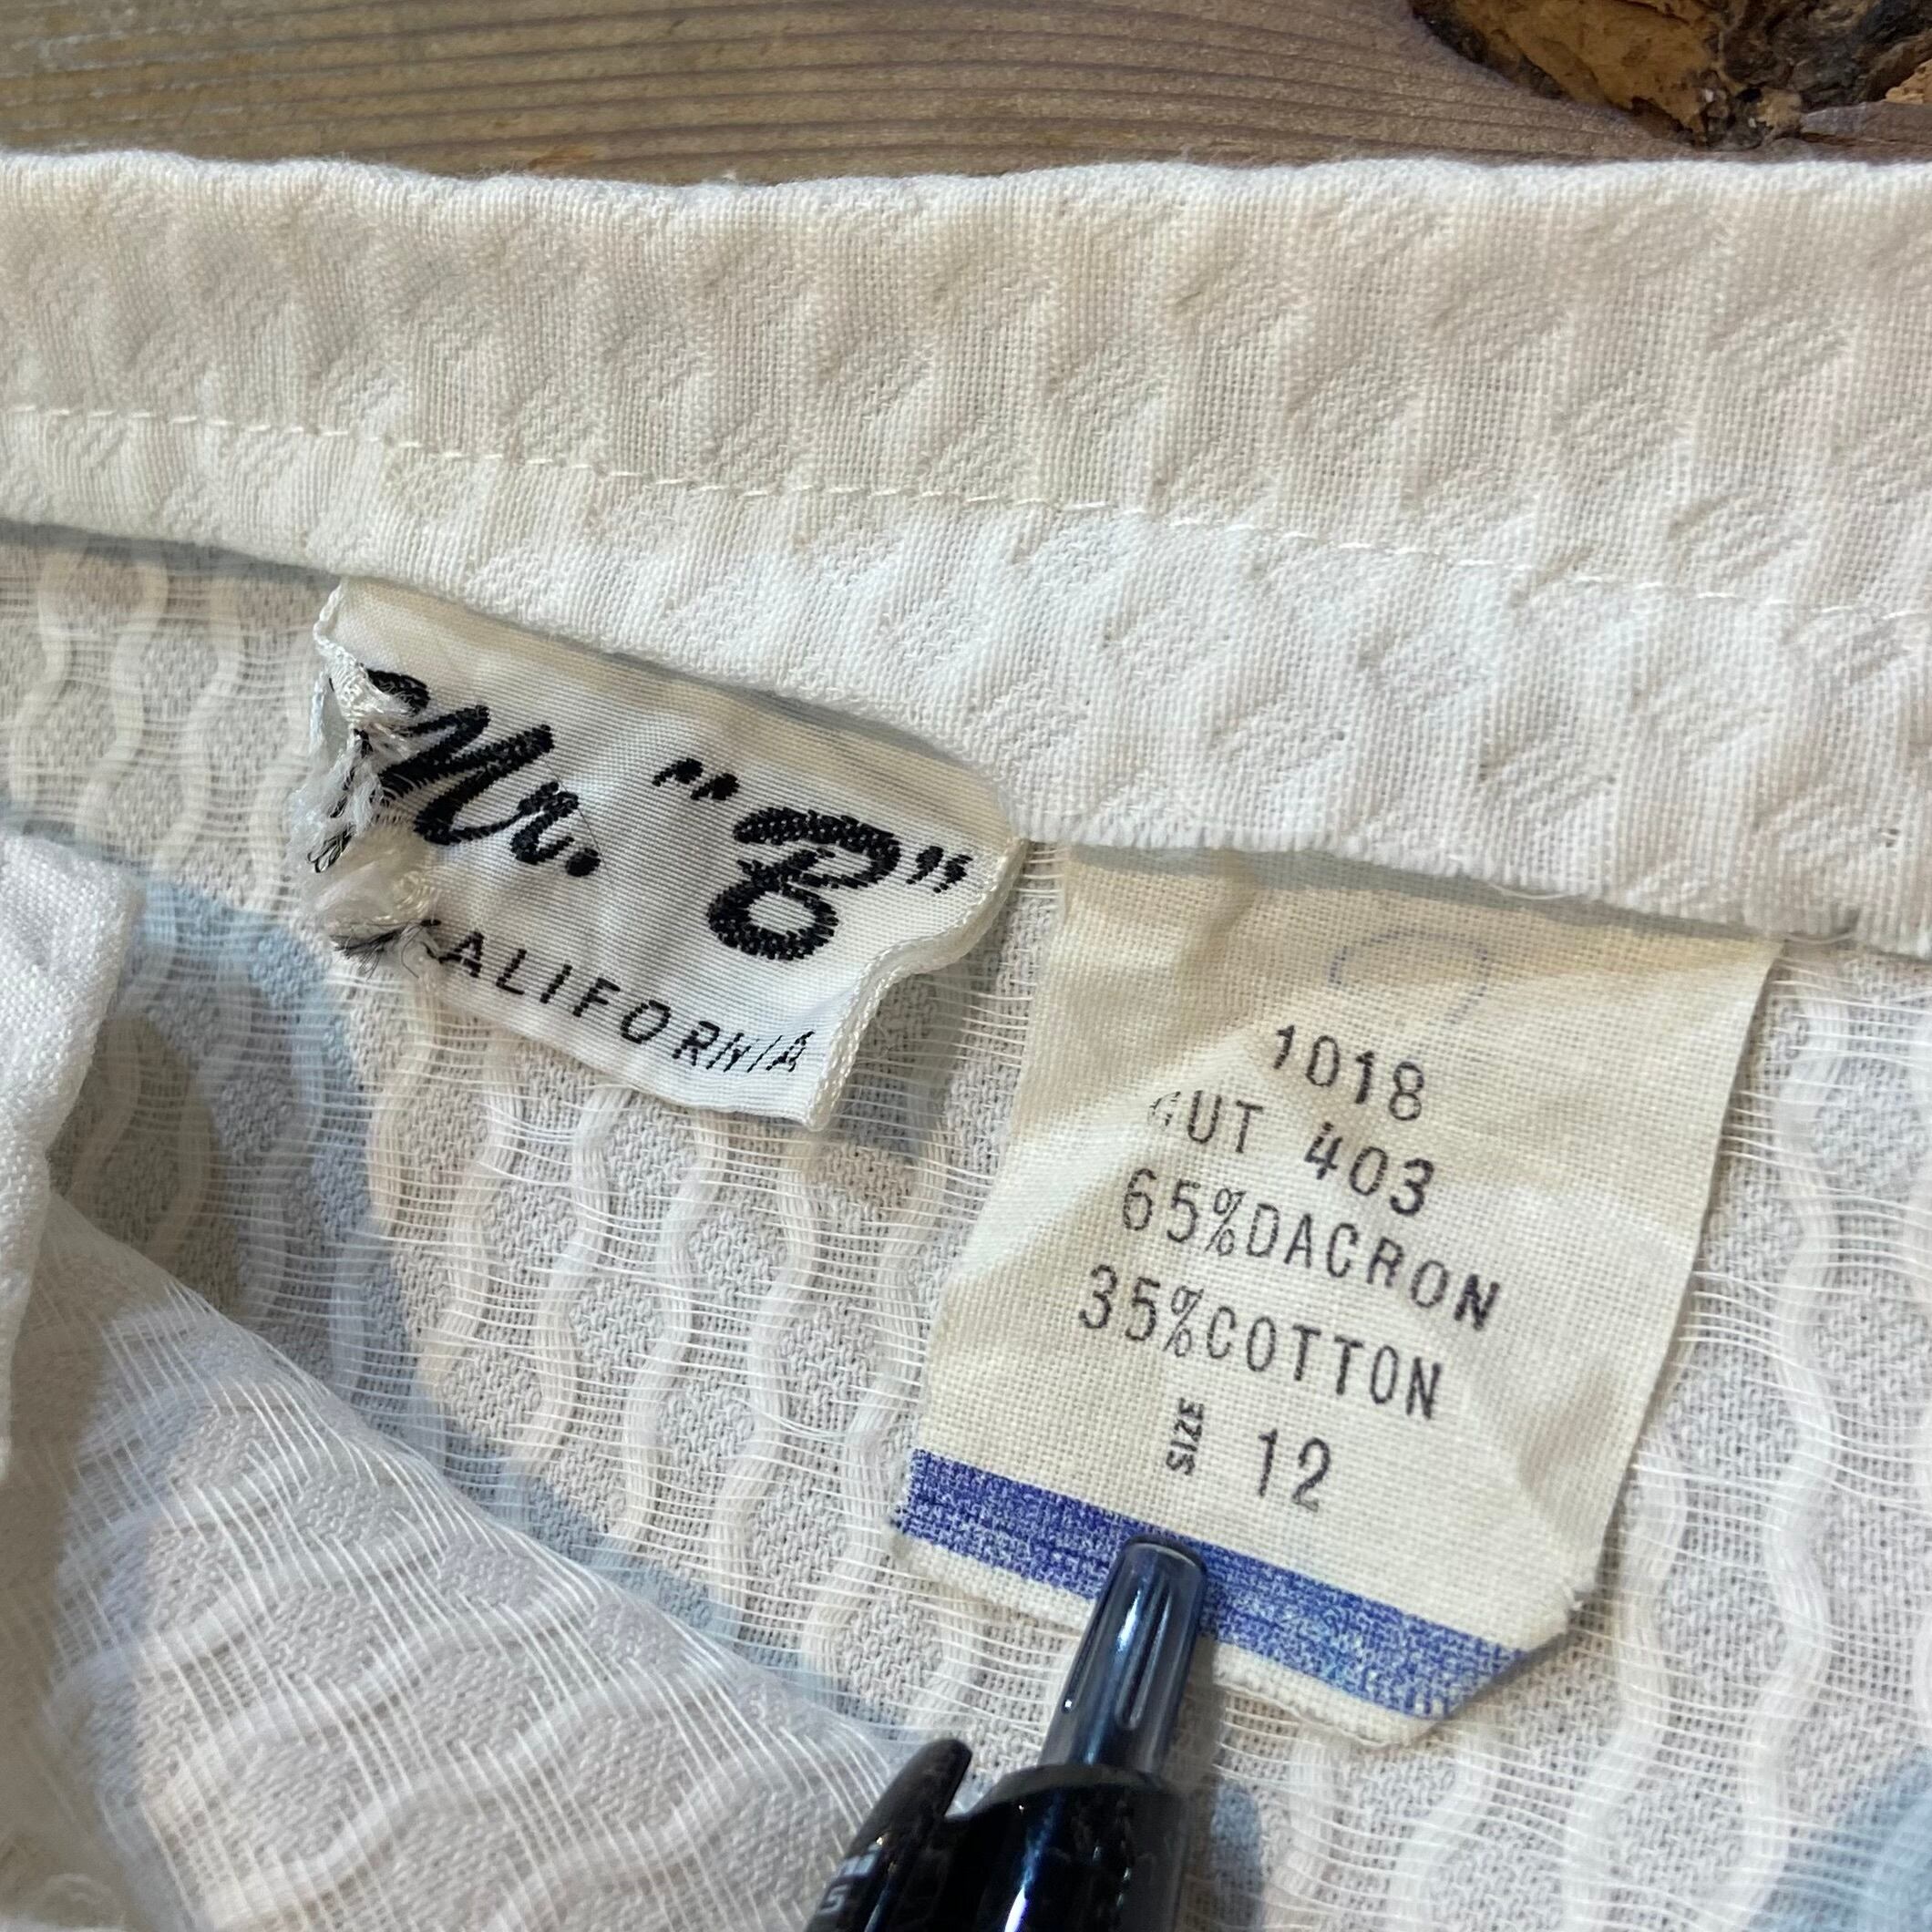 Mr. "B"
CALIFORNIA
1018
CUT 403
65%DACRON
35%COTTON
SIZE 12